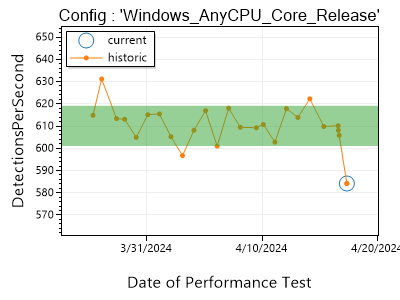 Config : 'Windows_AnyCPU_Core_Release'
650
640
630
620
610
600
590
580
570
current
historic
DetectionsPerSecond
3/31/2024
4/10/2024
4/20/2024
Date of Performance Test